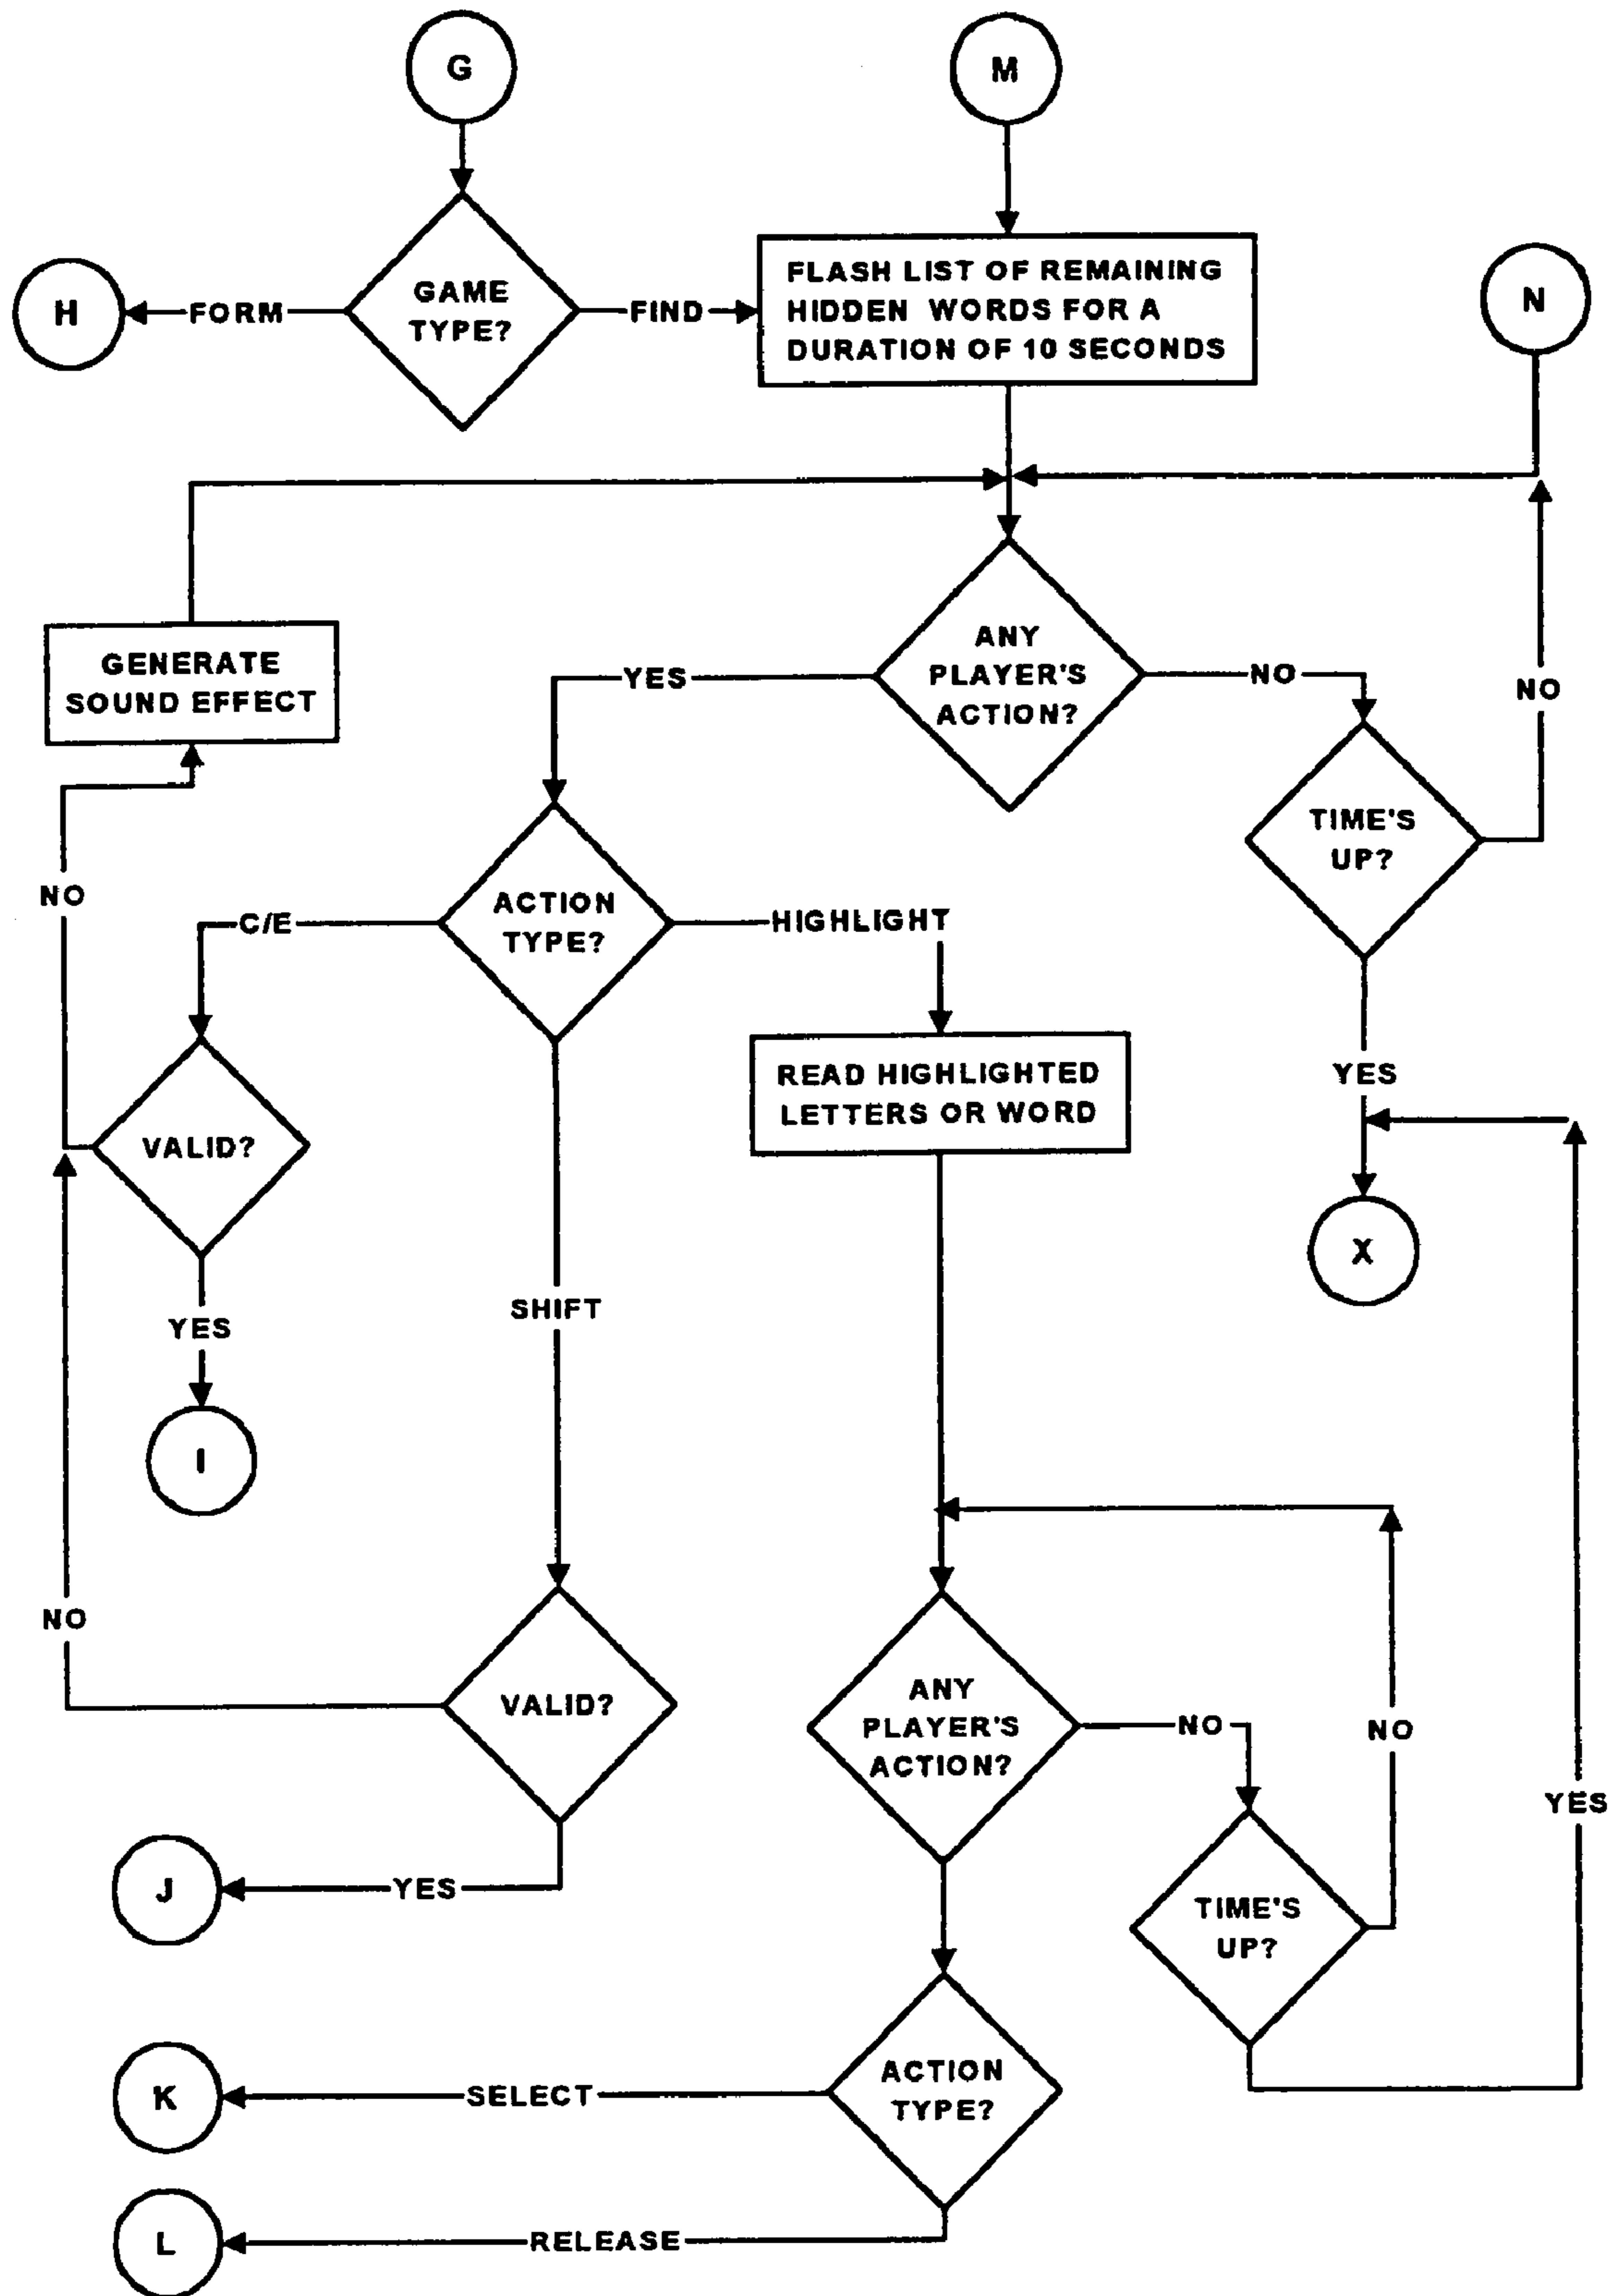 G
M
GAME
TYPE?
H
FORM
FIND
FLASH LIST OF REMAINING
HIDDEN WORDS FOR A
DURATION OF 10 SECONDS
N
ANY
PLAYER'S
ACTION?
YES
NO
NO
GENERATE
SOUND EFFECT
TIME'S
UP?
NO
ACTION
TYPE?
C/E
HIGHLIGHT
READ HIGHLIGHTED
LETTERS OR WORD
YES
VALID?
X
YES
SHIFT
I
NO
VALID?
ANY
PLAYER'S
ACTION?
NO
NO
YES
J
YES
TIME'S
UP?
ACTION
TYPE?
K
SELECT
L
RELEASE